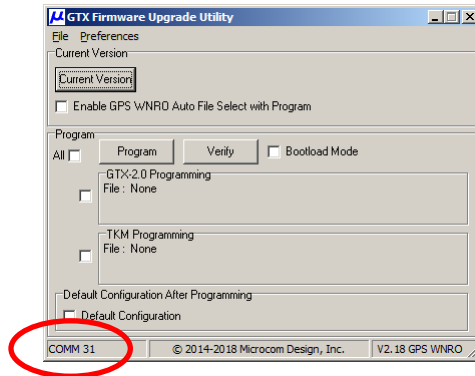 GTX Firmware Upgrade Utility
File Preferences
Current Version
Current Version
Enable GPS WNRO Auto File Select with Program
Program
All Program Verify Bootload Mode
GTX-2.0 Programming
File : None
TKM Programming
File : None
Default Configuration After Programming
Default Configuration
COMM 31 © 2014-2018 Microcom Design, Inc. V2.18 GPS WNRO